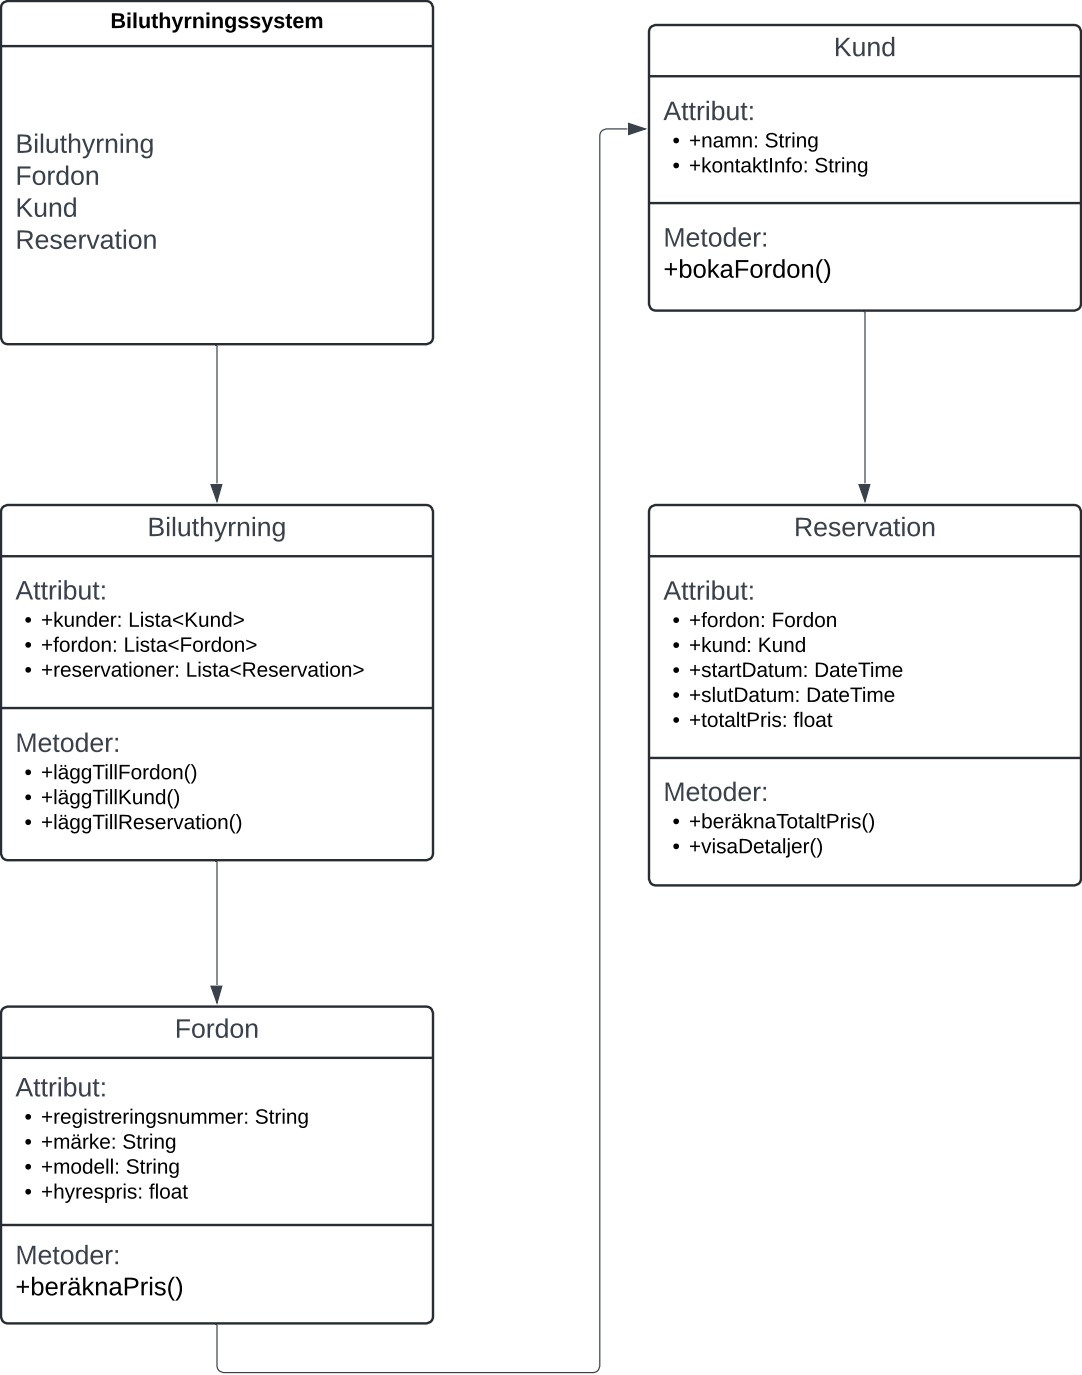 Biluthyrningssystem
Biluthyrning
Fordon
Kund
Reservation
Biluthyrning
Attribut:
• +kunder: Lista<Kund>
• +fordon: Lista<Fordon>
• +reservationer: Lista<Reservation>
Metoder:
• +läggTillFordon()
• +läggTillKund()
• +läggTillReservation()
Fordon
Attribut:
• +registreringsnummer: String
• +märke: String
• +modell: String
• +hyrespris: float
Metoder:
+beräknaPris()
Kund
Attribut:
• +namn: String
• +kontaktInfo: String
Metoder:
+bokaFordon()
Reservation
Attribut:
• +fordon: Fordon
• +kund: Kund
• +startDatum: DateTime
• +slutDatum: DateTime
• +totaltPris: float
Metoder:
• +beräknaTotaltPris()
• +visaDetaljer()